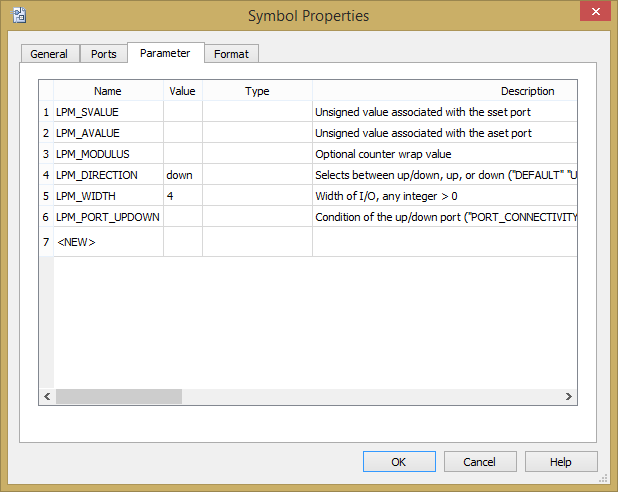 Symbol Properties
General Ports Parameter Format
Name Value Type Description
1 LPM_SVALUE Unsigned value associated with the sset port
2 LPM_AVALUE Unsigned value associated with the aset port
3 LPM_MODULUS Optional counter wrap value
4 LPM_DIRECTION down Selects between up/down, up, or down ("DEFAULT" "U
5 LPM_WIDTH 4 Width of I/O, any integer > 0
6 LPM_PORT_UPDOWN Condition of the up/down port ("PORT_CONNECTIVITY
7 <NEW>
OK Cancel Help